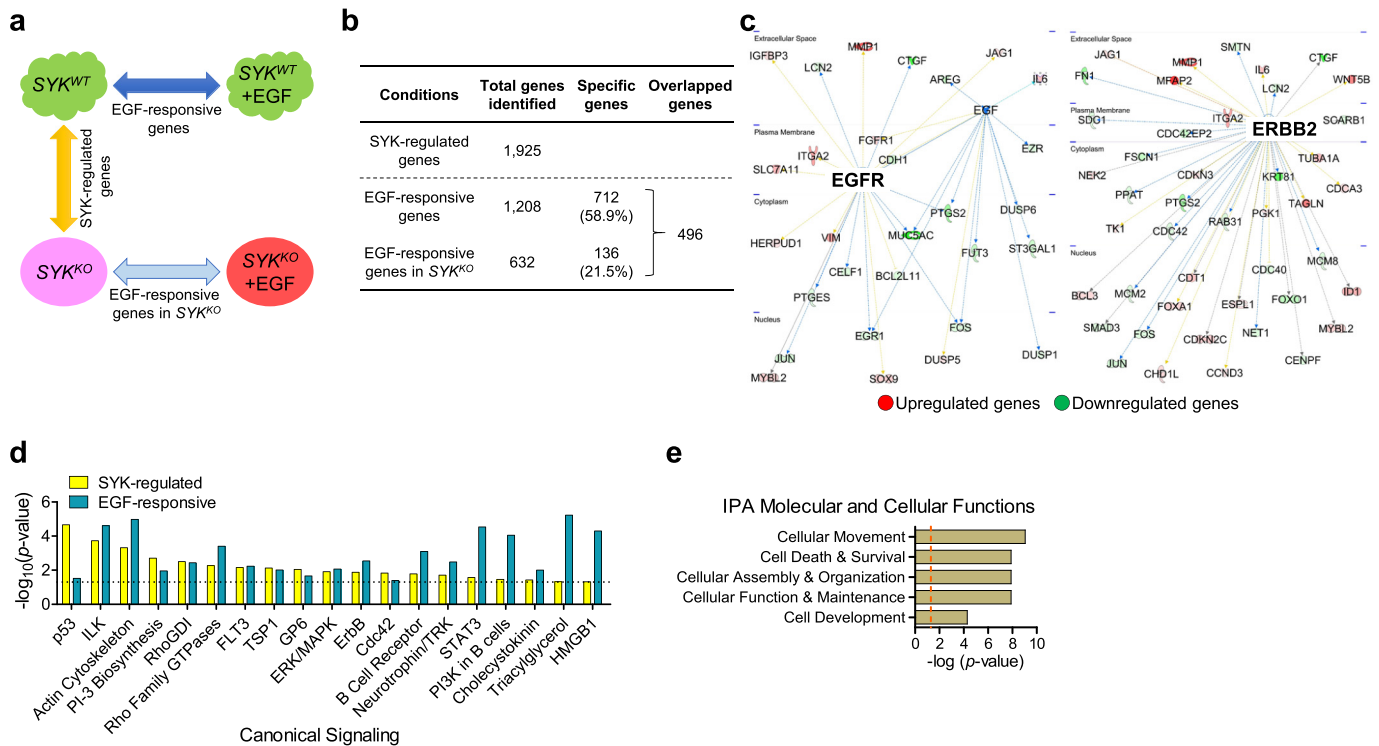 a
SYKWT
SYKWT
+EGF
EGF-responsive
genes
SYK-regulated
genes
SYKKO
SYKKO
+EGF
EGF-responsive
genes in SYKKO
b
Conditions
Total genes
identified
Specific
genes
Overlapped
genes
SYK-regulated
genes
1,925
EGF-responsive
genes
1,208
712
(58.9%)
496
EGF-responsive
genes in SYKKO
632
136
(21.5%)
c
Extracellular Space
IGFBP3
MMP1
LCN2
CTGF
JAG1
AREG
IL6
EGF
Plasma Membrane
FGFR1
ITGA2
CDH1
EZR
SLC7A11
EGFR
Cytoplasm
PTGS2
DUSP6
HERPUD1
VIM
MUC5AC
FUT3
ST3GAL1
CELF1
BCL2L11
PTGES
Nucleus
EGR1
FOS
JUN
DUSP5
DUSP1
MYBL2
SOX9
Extracellular Space
JAG1
SMTN
MMP1
IL6
CTGF
FN1
MFAP2
LCN2
WNT5B
Plasma Membrane
SDG1
ITGA2
SOARB1
CDC42EP2
ERBB2
Cytoplasm
FSCN1
TUBA1A
NEK2
CDKN3
KRT81
CDCA3
PPAT
PTGS2
TAGLN
TK1
RAB31
PGK1
CDC42
Nucleus
MCM8
CDC40
CDT1
BCL3
MCM2
ID1
FOXA1
ESPL1
FOXO1
SMAD3
FOS
CDKN2C
NET1
MYBL2
JUN
CHD1L
CCND3
CENPF
Upregulated genes
Downregulated genes
d
SYK-regulated
EGF-responsive
-log10(p-value)
6
4
2
0
p53
ILK
Actin Cytoskeleton
PI-3 Biosynthesis
RhoGDI
Rho Family GTPases
FLT3
TSP1
GP6
ERK/MAPK
ErbB
Cdc42
B Cell Receptor
Neurotrophin/TRK
STAT3
PI3K in B cells
Cholecystokinin
Triacylglycerol
HMGB1
Canonical Signaling
e
IPA Molecular and Cellular Functions
Cellular Movement
Cell Death & Survival
Cellular Assembly & Organization
Cellular Function & Maintenance
Cell Development
0 2 4 6 8 10
-log (p-value)